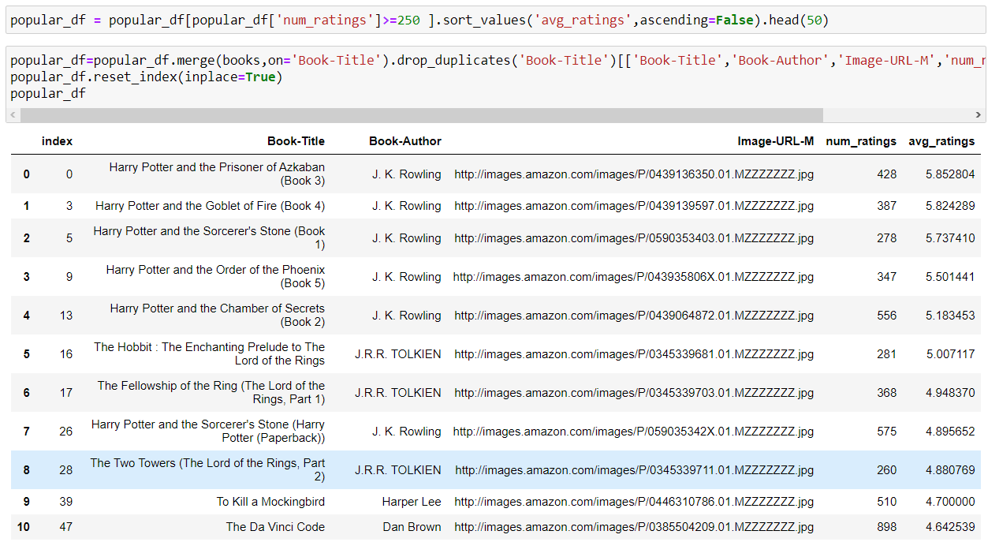 popular_df = popular_df[popular_df['num_ratings']>=250 ].sort_values('avg_ratings',ascending=False).head(50)
popular_df=popular_df.merge(books,on='Book-Title').drop_duplicates('Book-Title')[['Book-Title','Book-Author','Image-URL-M','num_r
popular_df.reset_index(inplace=True)
popular_df
index Book-Title Book-Author Image-URL-M num_ratings avg_ratings
0 0 Harry Potter and the Prisoner of Azkaban
(Book 3) J. K. Rowling http://images.amazon.com/images/P/0439136350.01.MZZZZZZZ.jpg 428 5.852804
1 3 Harry Potter and the Goblet of Fire (Book 4) J. K. Rowling http://images.amazon.com/images/P/0439139597.01.MZZZZZZZ.jpg 387 5.824289
2 5 Harry Potter and the Sorcerer's Stone (Book
1) J. K. Rowling http://images.amazon.com/images/P/0590353403.01.MZZZZZZZ.jpg 278 5.737410
3 9 Harry Potter and the Order of the Phoenix
(Book 5) J. K. Rowling http://images.amazon.com/images/P/043935806X.01.MZZZZZZZ.jpg 347 5.501441
4 13 Harry Potter and the Chamber of Secrets
(Book 2) J. K. Rowling http://images.amazon.com/images/P/0439064872.01.MZZZZZZZ.jpg 556 5.183453
5 16 The Hobbit : The Enchanting Prelude to The
Lord of the Rings J.R.R. TOLKIEN http://images.amazon.com/images/P/0345339681.01.MZZZZZZZ.jpg 281 5.007117
6 17 The Fellowship of the Ring (The Lord of the
Rings, Part 1) J.R.R. TOLKIEN http://images.amazon.com/images/P/0345339703.01.MZZZZZZZ.jpg 368 4.948370
7 26 Harry Potter and the Sorcerer's Stone (Harry
Potter (Paperback)) J. K. Rowling http://images.amazon.com/images/P/059035342X.01.MZZZZZZZ.jpg 575 4.895652
8 28 The Two Towers (The Lord of the Rings, Part
2) J.R.R. TOLKIEN http://images.amazon.com/images/P/0345339711.01.MZZZZZZZ.jpg 260 4.880769
9 39 To Kill a Mockingbird Harper Lee http://images.amazon.com/images/P/0446310786.01.MZZZZZZZ.jpg 510 4.700000
10 47 The Da Vinci Code Dan Brown http://images.amazon.com/images/P/0385504209.01.MZZZZZZZ.jpg 898 4.642539